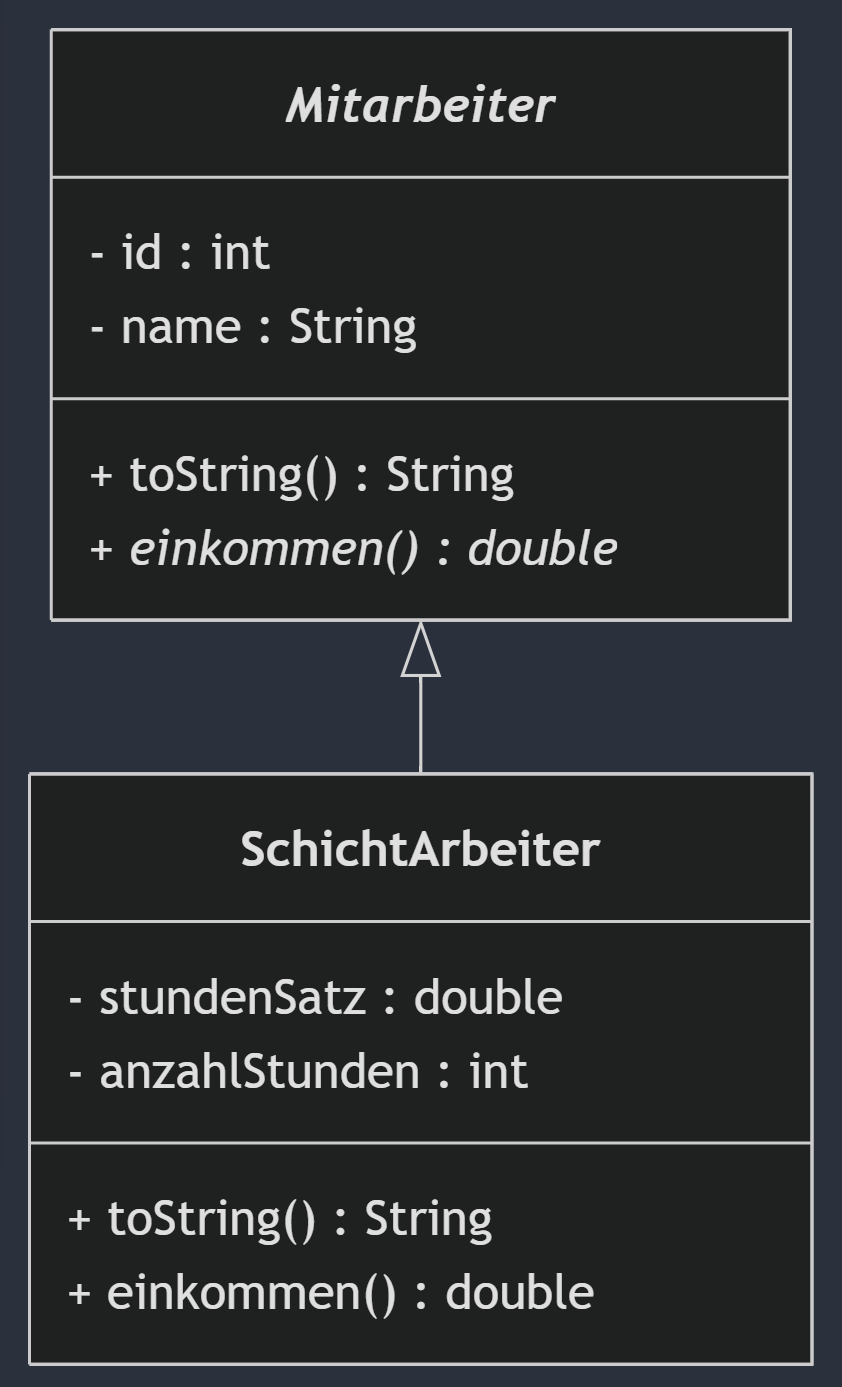 Mitarbeiter
- id : int
- name : String
+ toString() : String
+ einkommen() : double
SchichtArbeiter
- stundenSatz : double
- anzahlStunden : int
+ toString() : String
+ einkommen() : double